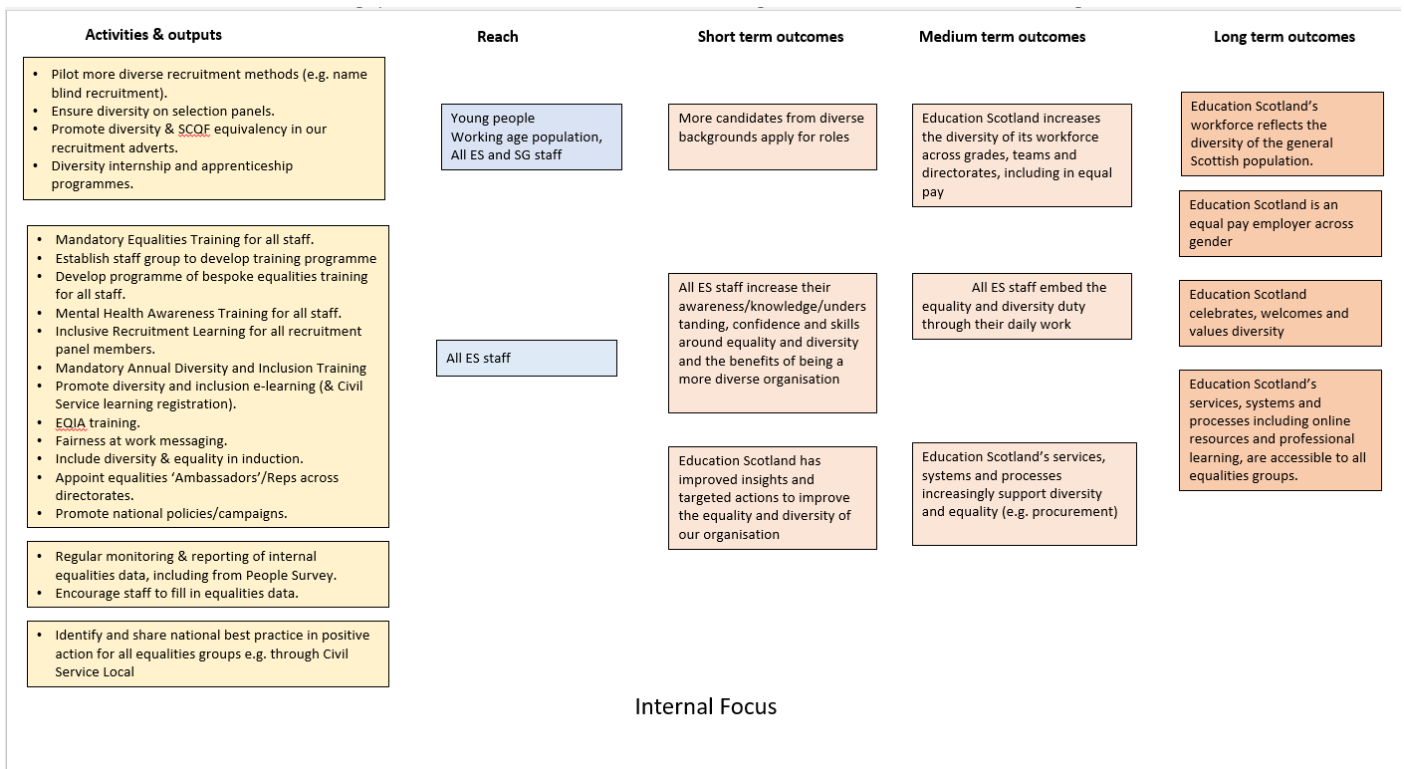 Activities & outputs
Reach
Short term outcomes
Medium term outcomes
Long term outcomes
• Pilot more diverse recruitment methods (e.g. name
blind recruitment).
• Ensure diversity on selection panels.
• Promote diversity & SCQF equivalency in our
recruitment adverts.
• Diversity internship and apprenticeship
programmes.
• Mandatory Equalities Training for all staff.
• Establish staff group to develop training programme
• Develop programme of bespoke equalities training
for all staff.
• Mental Health Awareness Training for all staff.
• Inclusive Recruitment Learning for all recruitment
panel members.
• Mandatory Annual Diversity and Inclusion Training
• Promote diversity and inclusion e-learning (& Civil
Service learning registration).
• EQIA training.
• Fairness at work messaging.
• Include diversity & equality in induction.
• Appoint equalities ‘Ambassadors’/Reps across
directorates.
• Promote national policies/campaigns.
• Regular monitoring & reporting of internal
equalities data, including from People Survey.
• Encourage staff to fill in equalities data.
• Identify and share national best practice in positive
action for all equalities groups e.g. through Civil
Service Local
Young people
Working age population,
All ES and SG staff
All ES staff
More candidates from diverse
backgrounds apply for roles
All ES staff increase their
awareness/knowledge/unders
tanding, confidence and skills
around equality and diversity
and the benefits of being a
more diverse organisation
Education Scotland has
improved insights and
targeted actions to improve
the equality and diversity of
our organisation
Education Scotland increases
the diversity of its workforce
across grades, teams and
directorates, including in equal
pay
All ES staff embed the
equality and diversity duty
through their daily work
Education Scotland’s services,
systems and processes
increasingly support diversity
and equality (e.g. procurement)
Education Scotland’s
workforce reflects the
diversity of the general
Scottish population.
Education Scotland is an
equal pay employer across
gender
Education Scotland
celebrates, welcomes and
values diversity
Education Scotland’s
services, systems and
processes including online
resources and professional
learning, are accessible to all
equalities groups.
Internal Focus